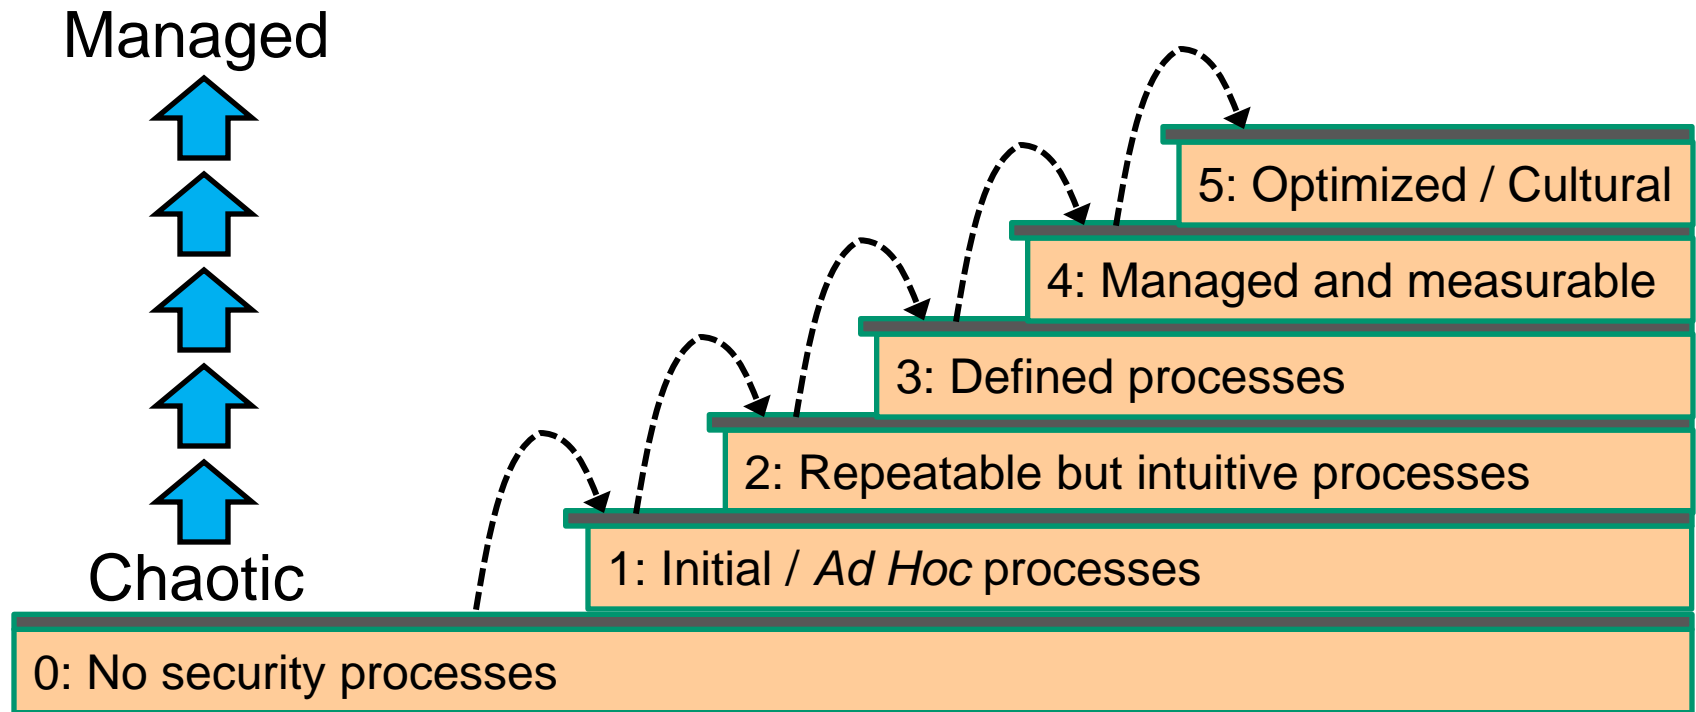 Managed
5: Optimized / Cultural
4: Managed and measurable
3: Defined processes
2: Repeatable but intuitive processes
1: Initial / Ad Hoc processes
Chaotic
0: No security processes